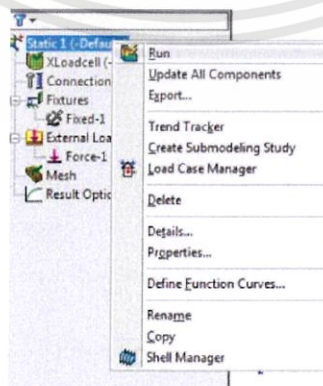 Static 1 (-Defau
XLoadcell (-
Connection
Fixtures
Fixed-1
External Loa
Force-1
Mesh
Result Optio
Run
Update All Components
Export...
Trend Tracker
Create Submodeling Study
Load Case Manager
Delete
Details...
Properties...
Define Function Curves...
Rename
Copy
Shell Manager